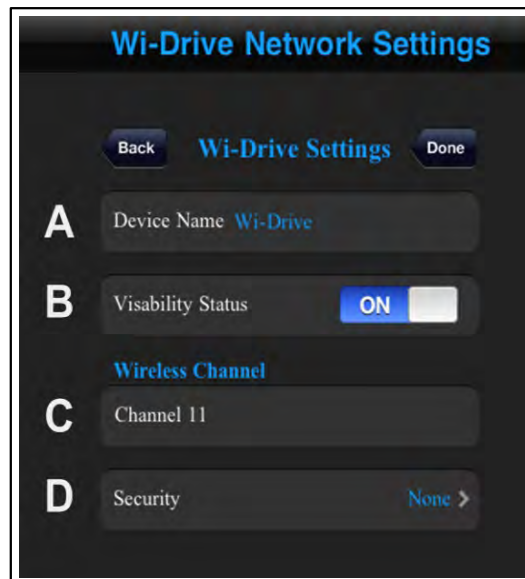 Wi-Drive Network Settings
Back Wi-Drive Settings Done
A Device Name Wi-Drive
B Visability Status ON
Wireless Channel
C Channel 11
D Security None >